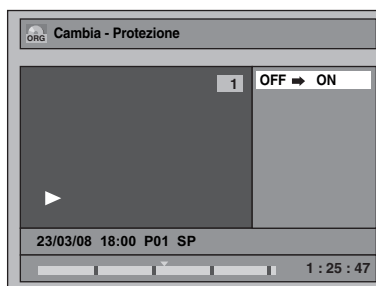 ORG Cambia - Protezione
1
OFF ➡ ON
23/03/08 18:00 P01 SP
1 : 25 : 47